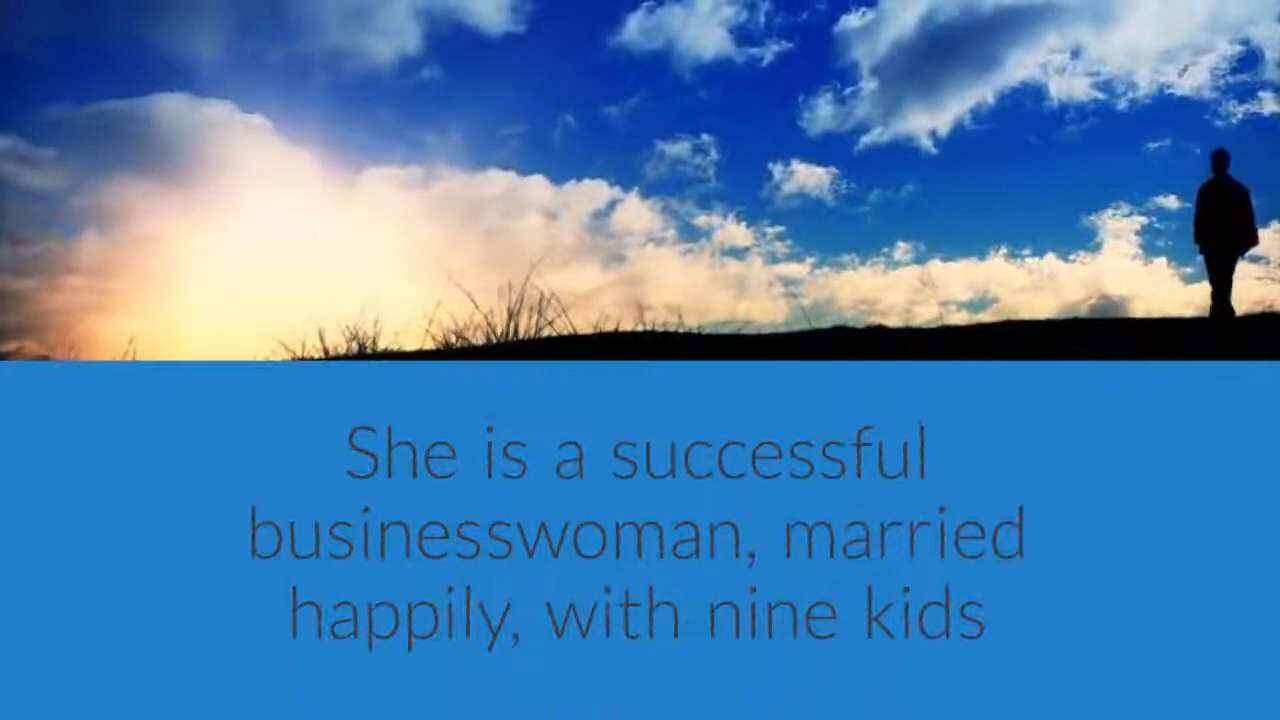 She is a successful
businesswoman, married
happily, with nine kids